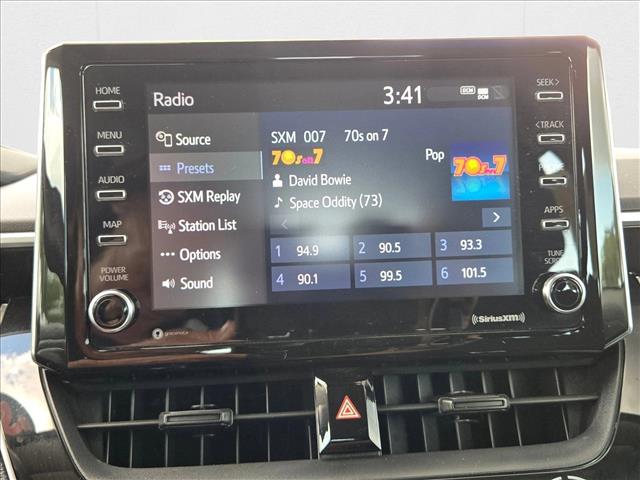 HOME
MENU
AUDIO
MAP
POWER
VOLUME
gracenote
Radio
3:41
DCM
DCM
Source
Presets
SXM Replay
Station List
Options
Sound
SXM 007 70s on 7
70s on 7
Pop
70s on 7
David Bowie
Space Oddity (73)
< >
1 94.9
2 90.5
3 93.3
4 90.1
5 99.5
6 101.5
SEEK >
< TRACK
APPS
TUNE
SCROLL
((SiriusXM))